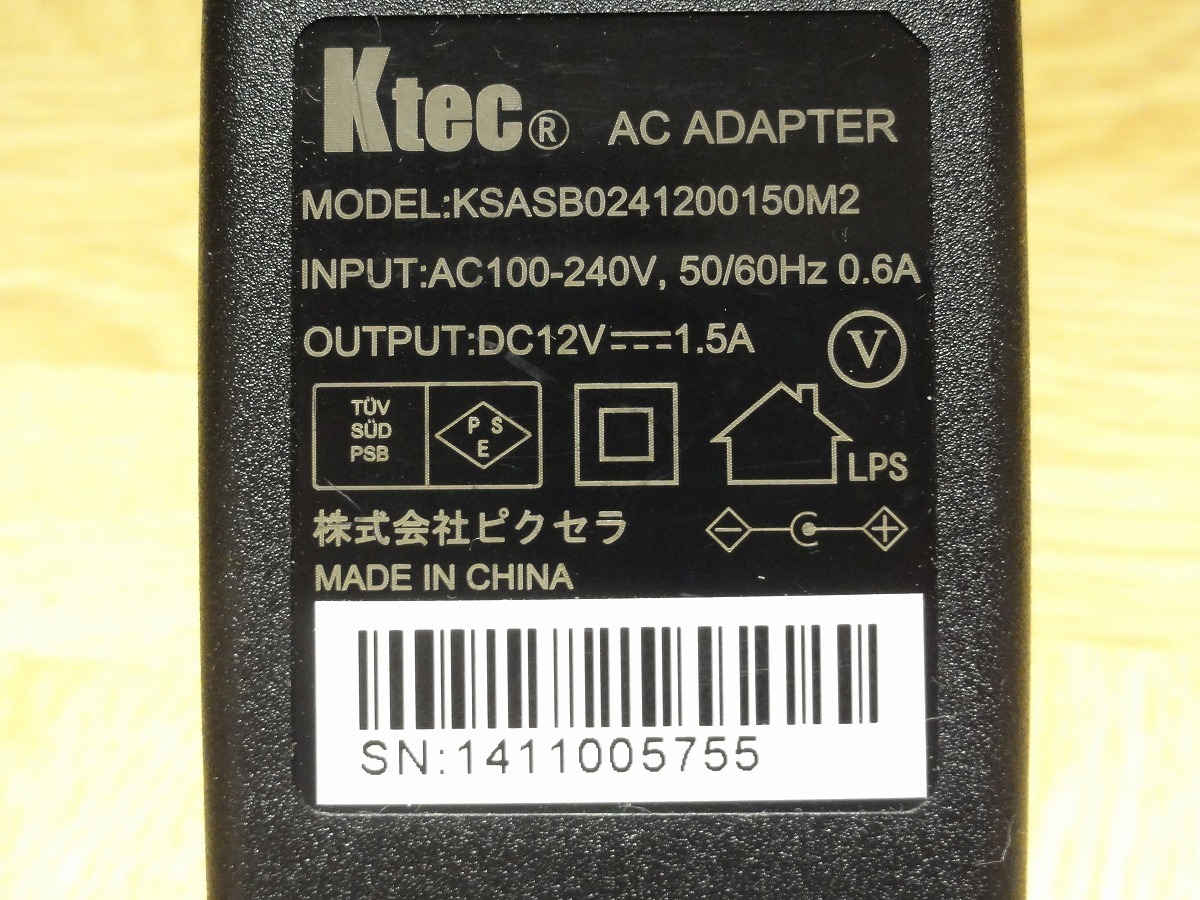 Ktec® AC ADAPTER
MODEL:KSASB0241200150M2
INPUT:AC100-240V, 50/60Hz 0.6A
OUTPUT:DC12V⎓1.5A
V
TÜV
SÜD
PSB
P S
E
LPS
株式会社ピクセラ
MADE IN CHINA
SN:1411005755